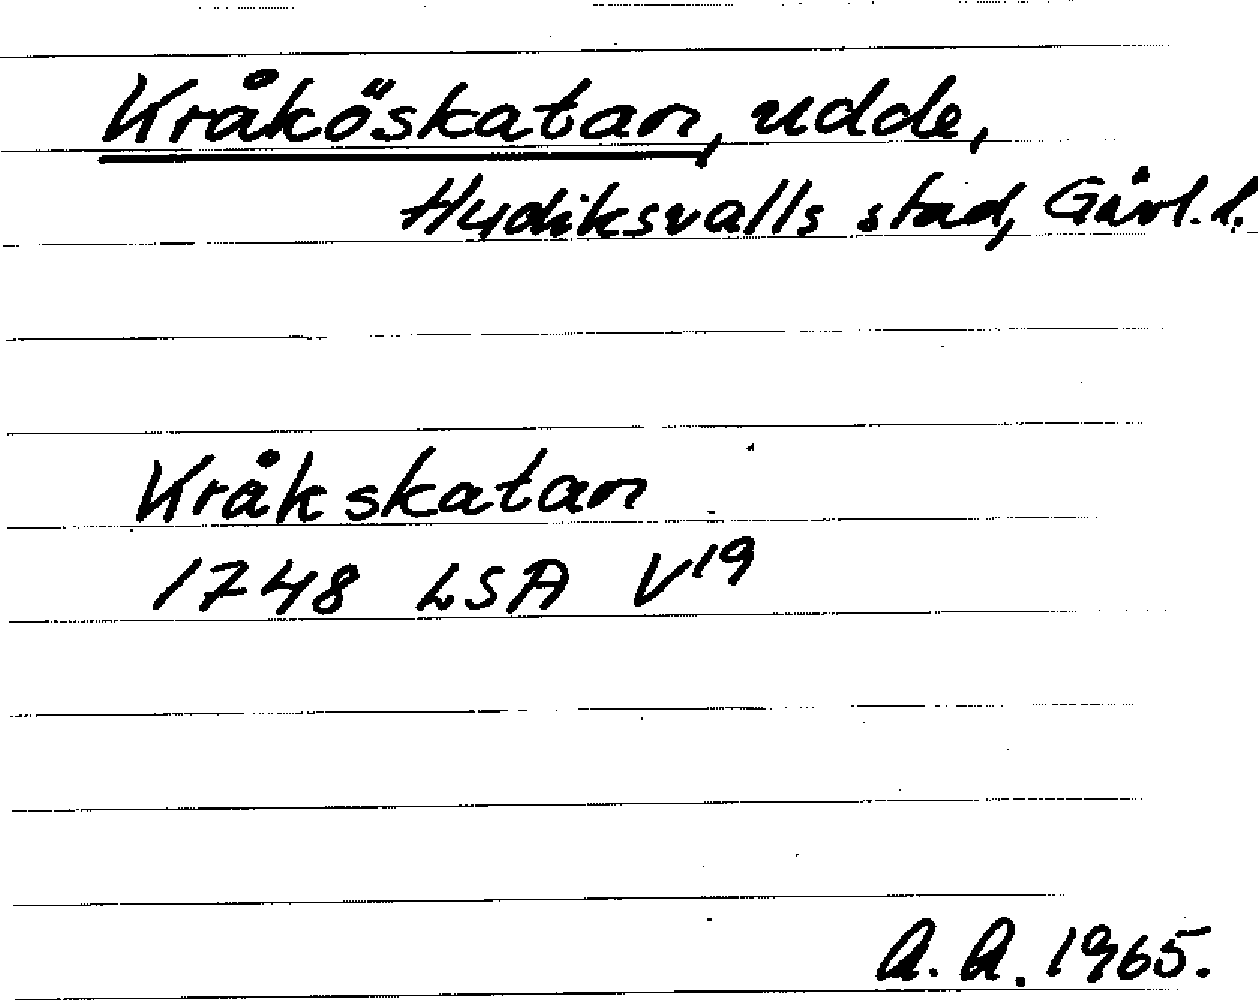 Kråköskatan, udde,
Hudiksvalls stad, Gävl. l.
Kråkskatan
1748 LSA V19
A. A. 1965.